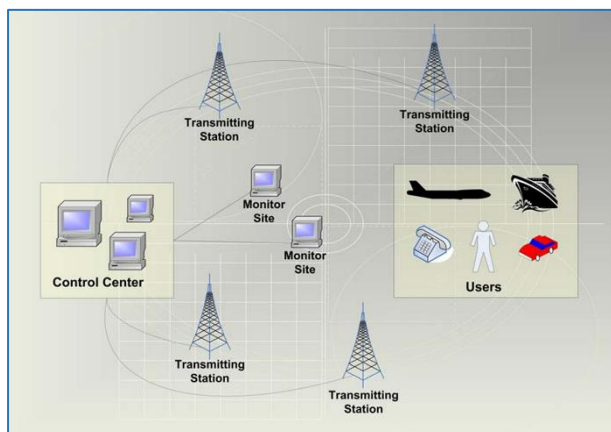 Transmitting
Station
Transmitting
Station
Monitor
Site
Monitor
Site
Control Center
Users
Transmitting
Station
Transmitting
Station